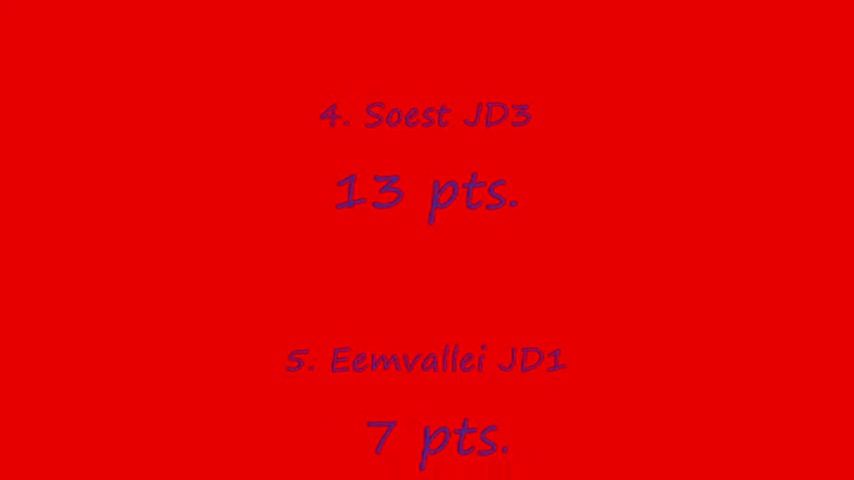 4. Soest JD3
13 pts.
5. Eemvallei JD1
7 pts.